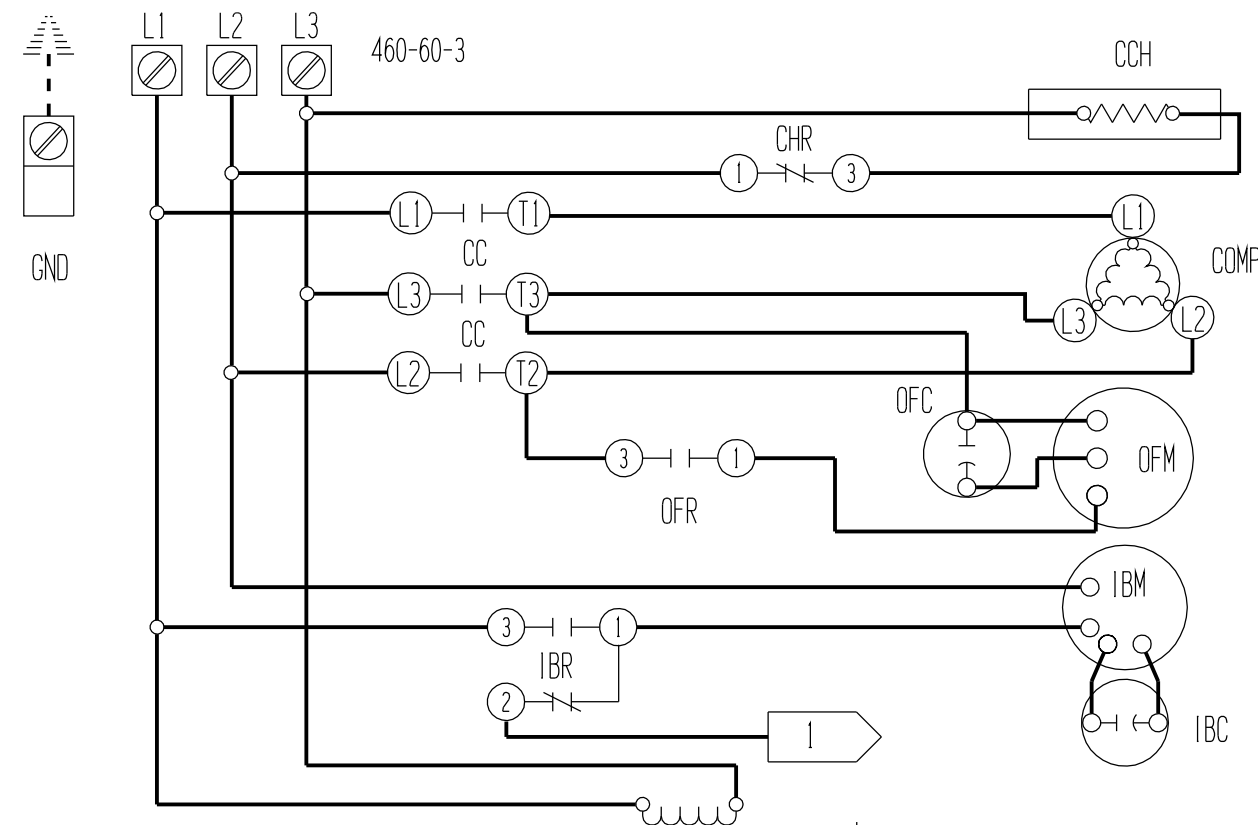 L1 L2 L3
460-60-3
CCH
CHR
1 3
L1 T1
L1
CC
GND
COMP
L3 T3
L3 L2
CC
L2 T2
OFC
3 1
OFM
OFR
IBM
3 1
IBR
2
1
IBC